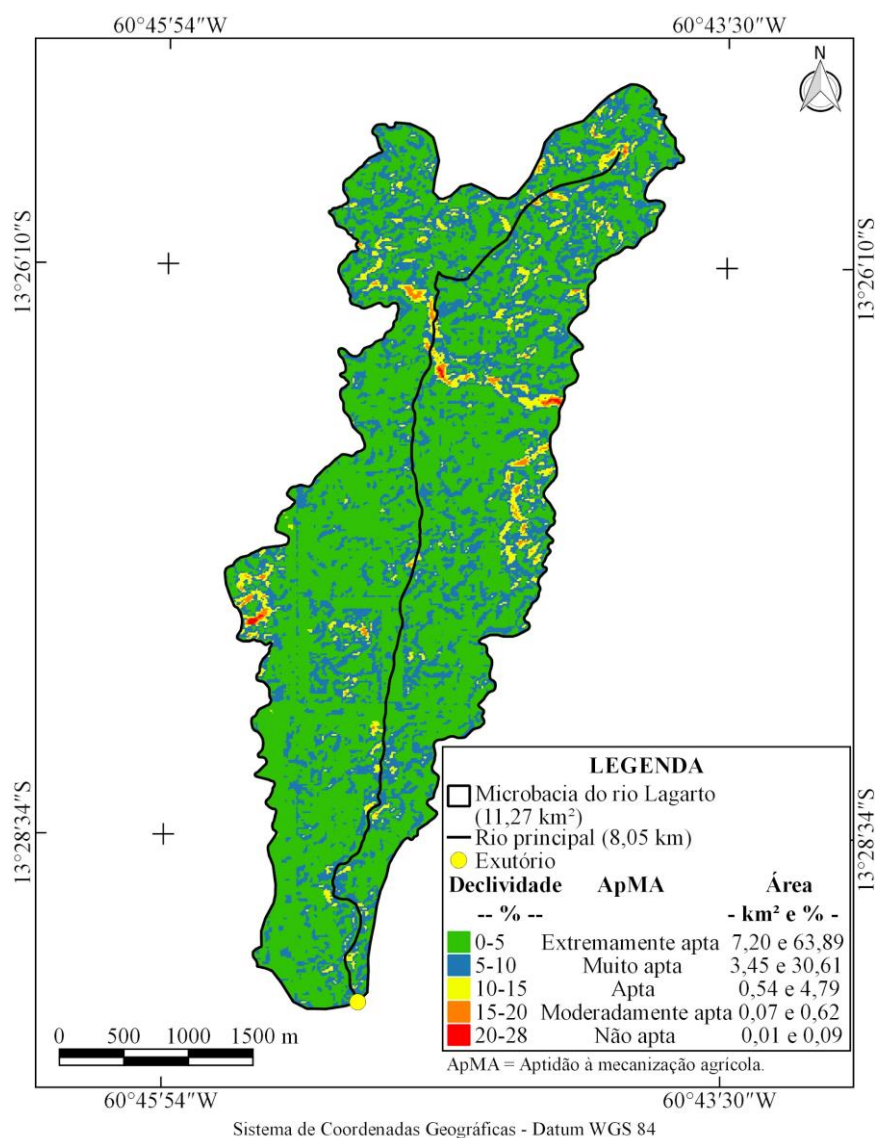 60°45′54″W 60°43′30″W
N
13°26′10″S 13°26′10″S
13°28′34″S 13°28′34″S
LEGENDA
Microbacia do rio Lagarto
(11,27 km²)
Rio principal (8,05 km)
Exutório
Declividade ApMA Área
-- % -- - km² e % -
0-5 Extremamente apta 7,20 e 63,89
5-10 Muito apta 3,45 e 30,61
10-15 Apta 0,54 e 4,79
15-20 Moderadamente apta 0,07 e 0,62
20-28 Não apta 0,01 e 0,09
ApMA = Aptidão à mecanização agrícola.
0 500 1000 1500 m
60°45′54″W 60°43′30″W
Sistema de Coordenadas Geográficas - Datum WGS 84